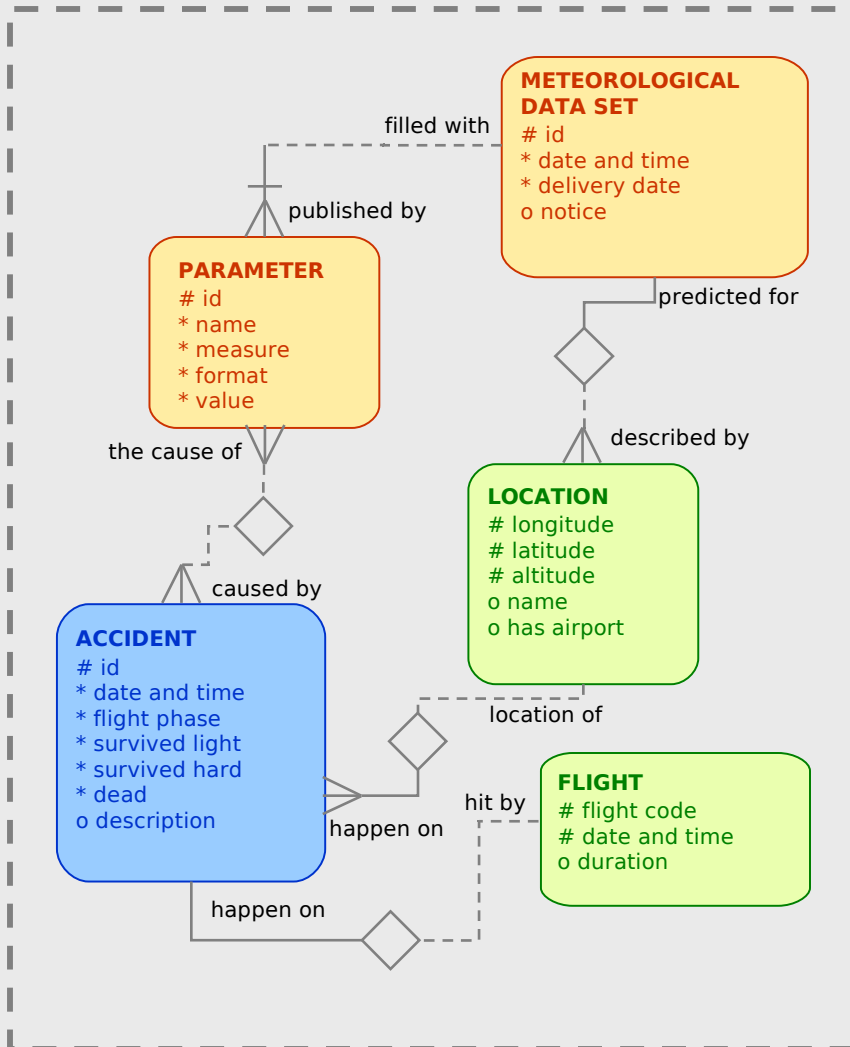 METEOROLOGICAL
DATA SET
# id
* date and time
* delivery date
o notice
filled with
published by
PARAMETER
# id
* name
* measure
* format
* value
predicted for
the cause of
described by
LOCATION
# longitude
# latitude
# altitude
o name
o has airport
caused by
ACCIDENT
# id
* date and time
* flight phase
* survived light
* survived hard
* dead
o description
location of
happen on
hit by
FLIGHT
# flight code
# date and time
o duration
happen on